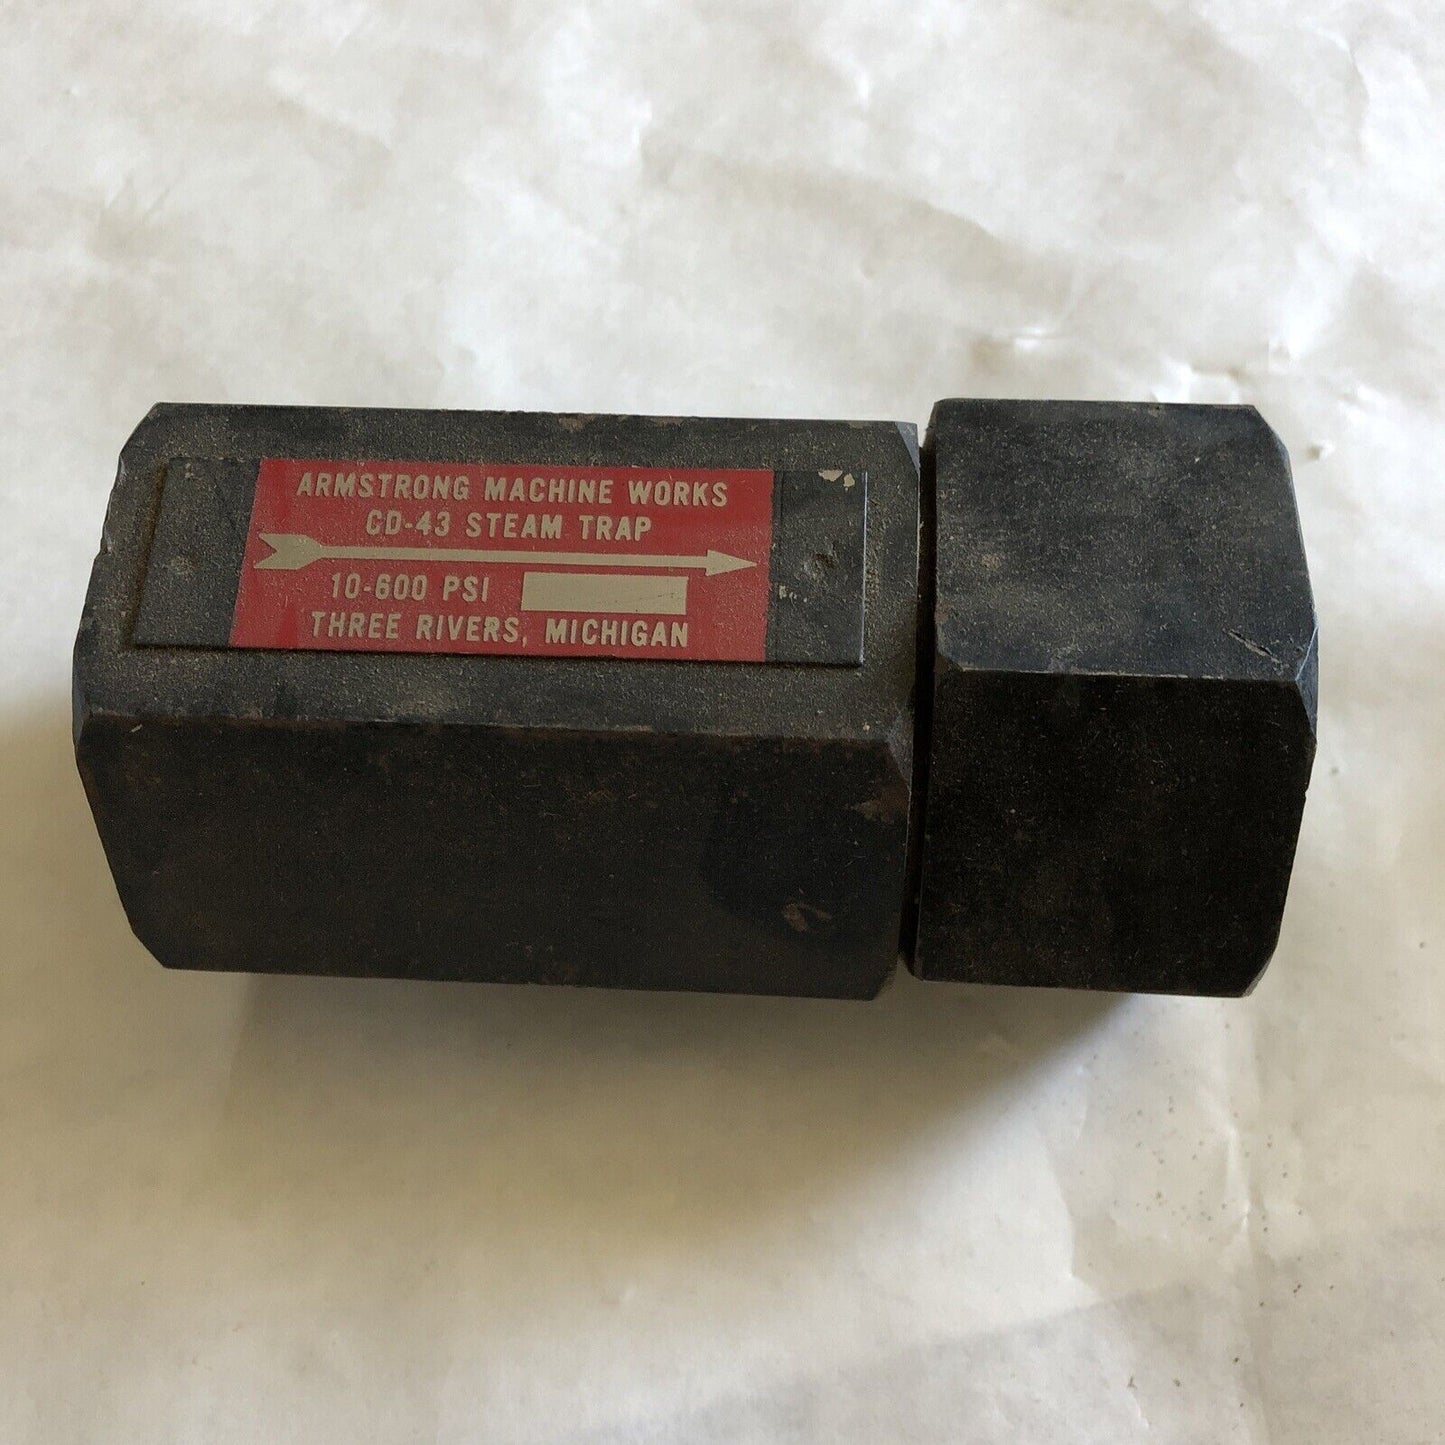 ARMSTRONG MACHINE WORKS
CD-43 STEAM TRAP
10-600 PSI
THREE RIVERS, MICHIGAN